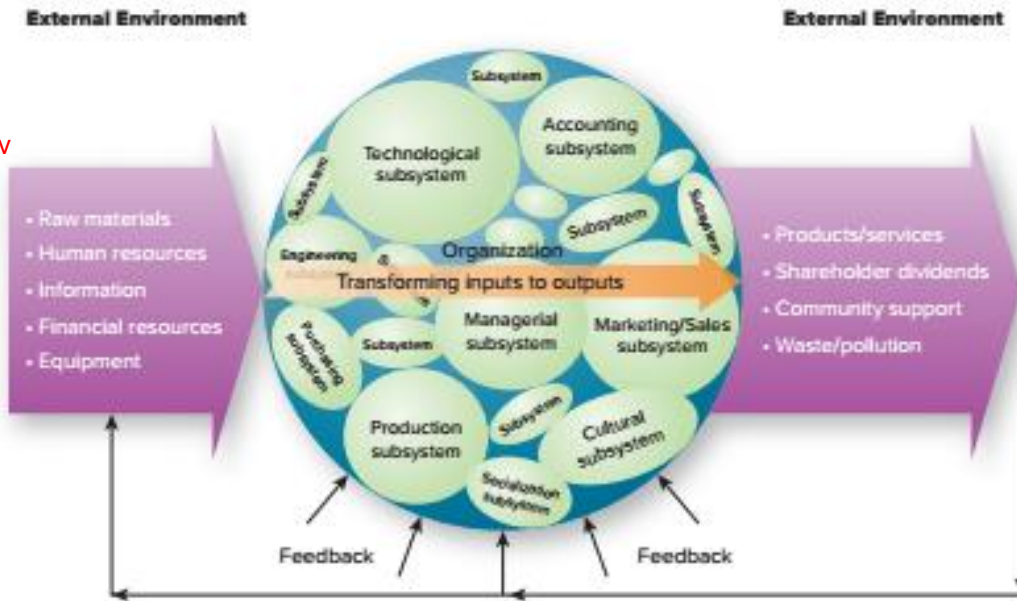 External Environment
External Environment
v
• Raw materials
• Human resources
• Information
• Financial resources
• Equipment
Subsystem
Technological
subsystem
Accounting
subsystem
Subsystem
Subsystem
Subsystem
Engineering
Organization
Transforming inputs to outputs
Managerial
subsystem
Marketing/Sales
subsystem
Subsystem
subsystem
Production
subsystem
Subsystem
Cultural
subsystem
Socialization
subsystem
• Products/services
• Shareholder dividends
• Community support
• Waste/pollution
Feedback
Feedback